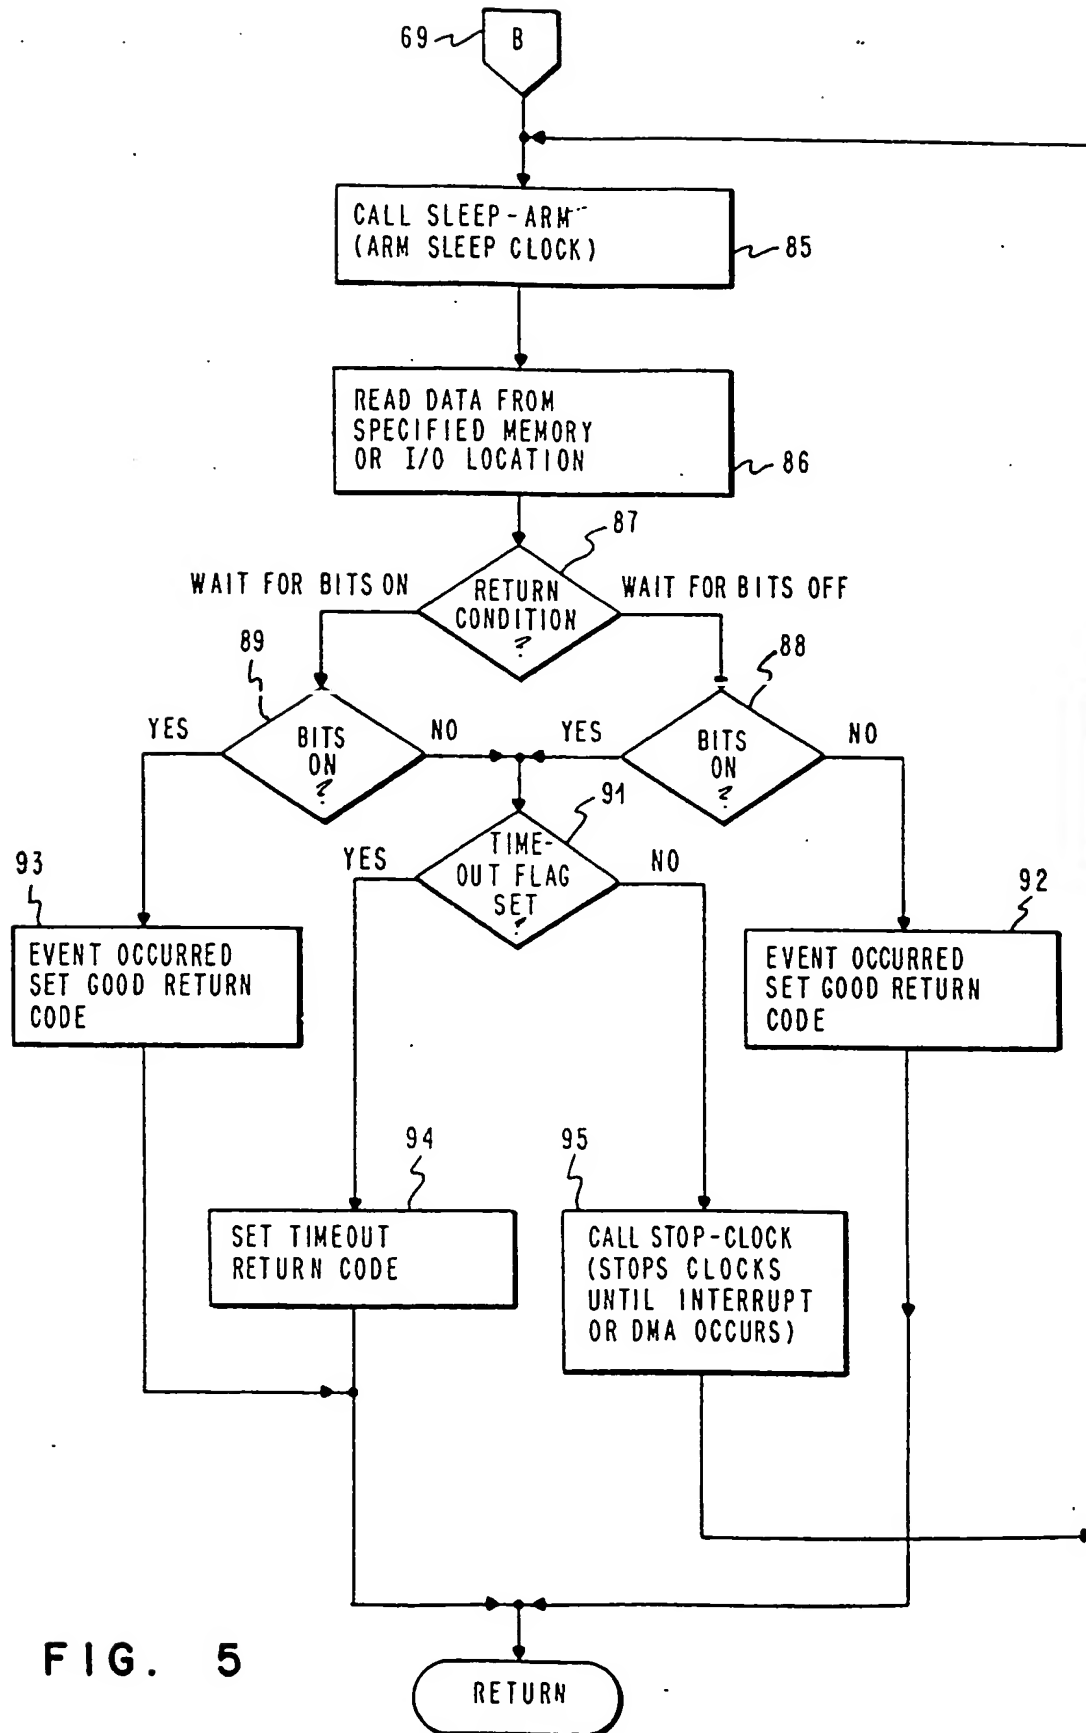 69
B
CALL SLEEP-ARM
(ARM SLEEP CLOCK)
85
READ DATA FROM
SPECIFIED MEMORY
OR I/O LOCATION
86
87
WAIT FOR BITS ON
RETURN
CONDITION
?
WAIT FOR BITS OFF
89
88
YES
BITS
ON
?
NO
YES
BITS
ON
?
NO
91
YES
TIME-
OUT FLAG
SET
?
NO
93
92
EVENT OCCURRED
SET GOOD RETURN
CODE
EVENT OCCURRED
SET GOOD RETURN
CODE
94
95
SET TIMEOUT
RETURN CODE
CALL STOP-CLOCK
(STOPS CLOCKS
UNTIL INTERRUPT
OR DMA OCCURS)
FIG. 5
RETURN